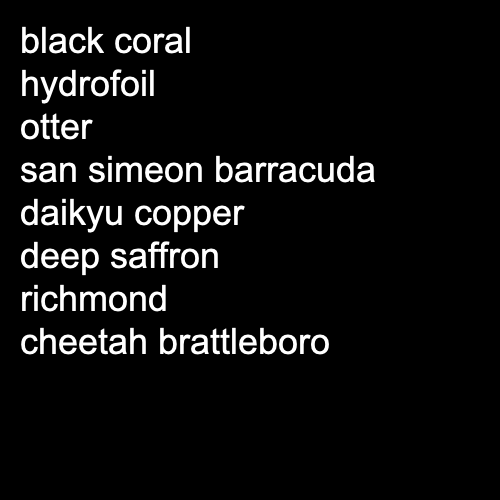 black coral
hydrofoil
otter
san simeon barracuda
daikyu copper
deep saffron
richmond
cheetah brattleboro